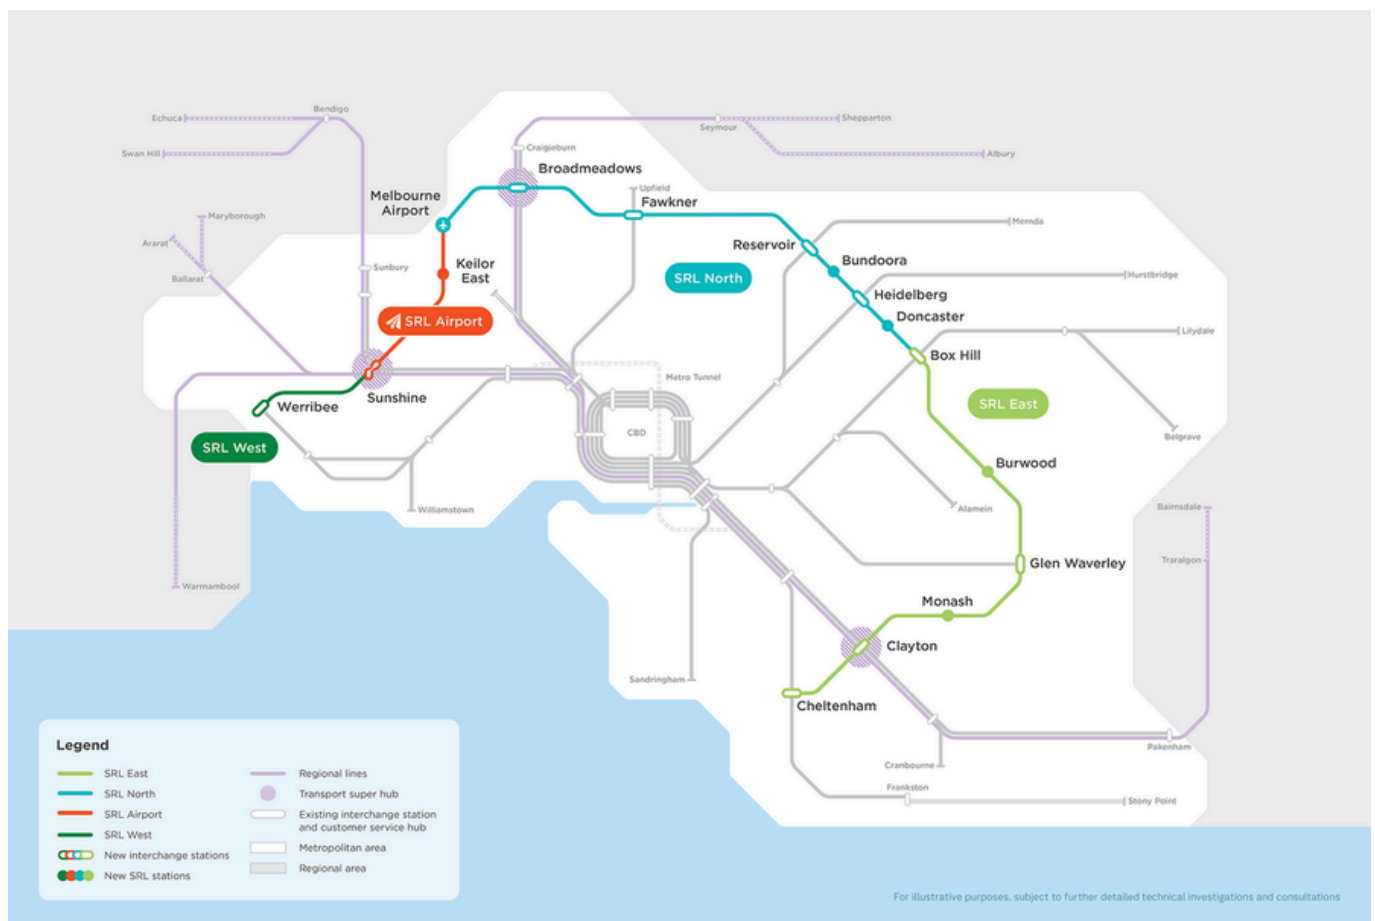 Echuca
Bendigo
Swan Hill
Seymour
Shepparton
Albury
Craigieburn
Broadmeadows
Melbourne
Airport
Upfield
Fawkner
Maryborough
Ararat
Ballarat
Sunbury
Keilor
East
Reservoir
Mernda
Bundoora
SRL North
Heidelberg
Hurstbridge
Doncaster
SRL Airport
Lilydale
Box Hill
Metro Tunnel
Sunshine
Werribee
SRL East
SRL West
CBD
Belgrave
Burwood
Williamstown
Alamein
Bairnsdale
Traralgon
Glen Waverley
Warrnambool
Monash
Clayton
Sandringham
Cheltenham
Pakenham
Cranbourne
Frankston
Stony Point
Legend
SRL East
SRL North
SRL Airport
SRL West
New interchange stations
New SRL stations
Regional lines
Transport super hub
Existing interchange station
and customer service hub
Metropolitan area
Regional area
For illustrative purposes, subject to further detailed technical investigations and consultations